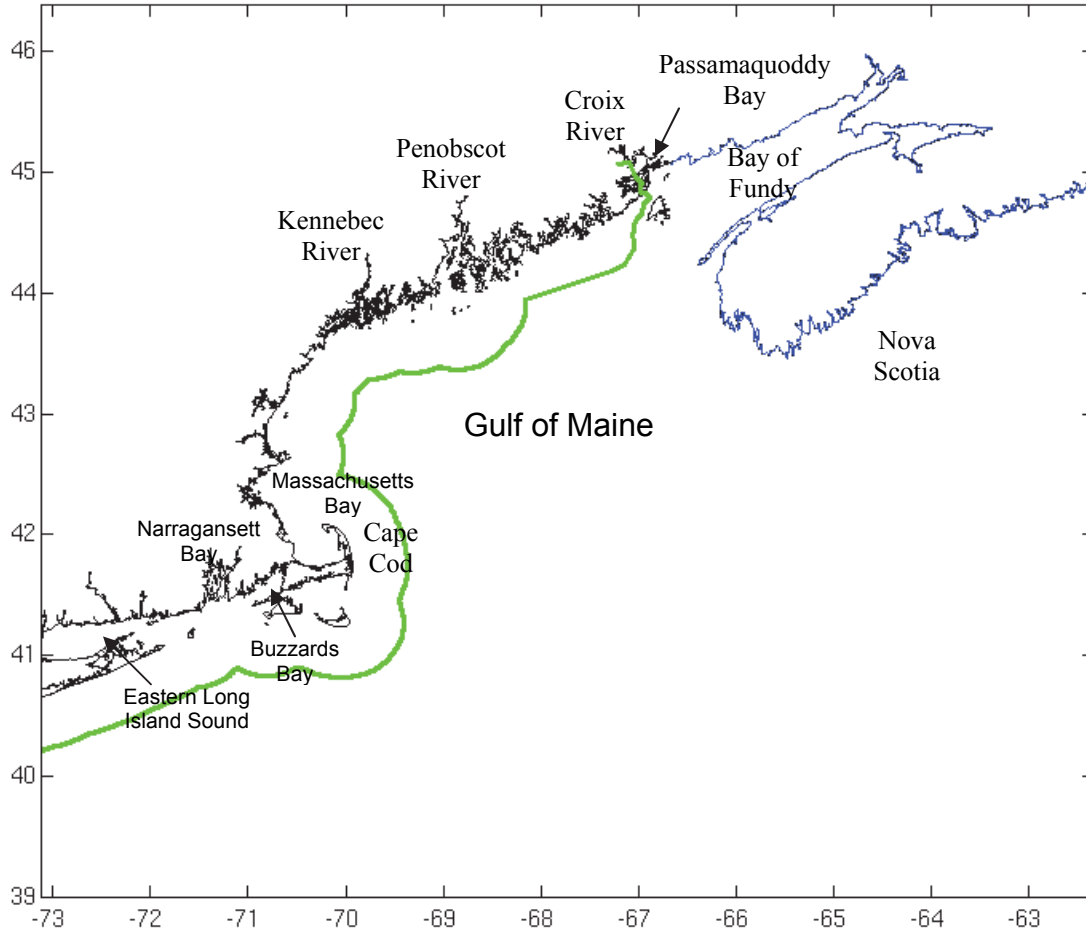 46
45
44
43
42
41
40
39
-73
-72
-71
-70
-69
-68
-67
-66
-65
-64
-63
Passamaquoddy
Bay
Croix
River
Penobscot
River
Bay of
Fundy
Kennebec
River
Nova
Scotia
Gulf of Maine
Massachusetts
Bay
Narragansett
Bay
Cape
Cod
Buzzards
Bay
Eastern Long
Island Sound